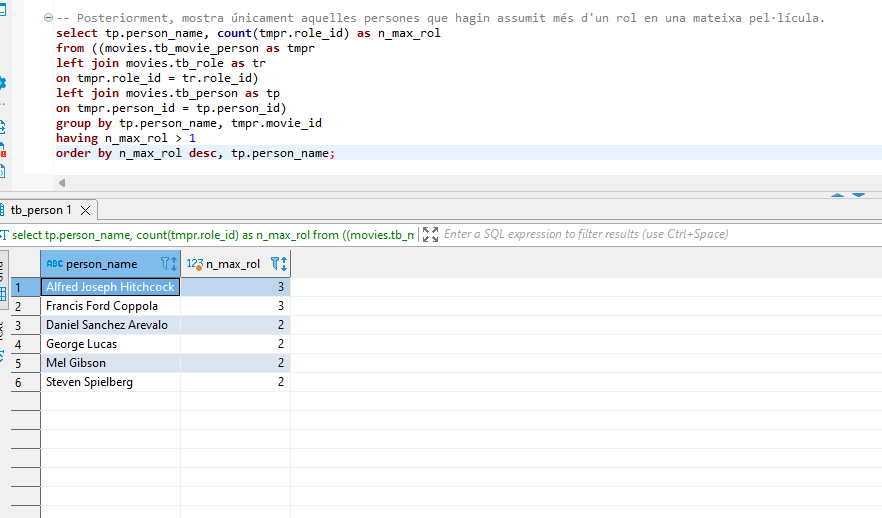 -- Posteriorment, mostra únicament aquelles persones que hagin assumit més d'un rol en una mateixa pel·lícula.
select tp.person_name, count(tmpr.role_id) as n_max_rol
from ((movies.tb_movie_person as tmpr
left join movies.tb_role as tr
on tmpr.role_id = tr.role_id)
left join movies.tb_person as tp
on tmpr.person_id = tp.person_id)
group by tp.person_name, tmpr.movie_id
having n_max_rol > 1
order by n_max_rol desc, tp.person_name;
tb_person 1
select tp.person_name, count(tmpr.role_id) as n_max_rol from ((movies.tb_m Enter a SQL expression to filter results (use Ctrl+Space)
ABC person_name 123 n_max_rol
1 Alfred Joseph Hitchcock 3
2 Francis Ford Coppola 3
3 Daniel Sanchez Arevalo 2
4 George Lucas 2
5 Mel Gibson 2
6 Steven Spielberg 2